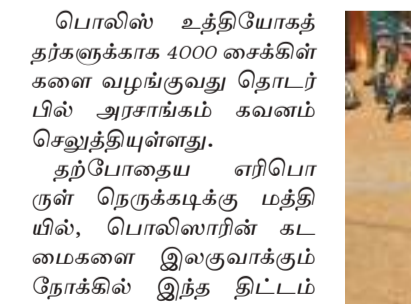 பொலிஸ் உத்தியோகத்
தர்களுக்காக 4000 சைக்கிள்
களை வழங்குவது தொடர்
பில் அரசாங்கம் கவனம்
செலுத்தியுள்ளது.
தற்போதைய எரிபொ
ருள் நெருக்கடிக்கு மத்தி
யில், பொலிஸாரின் கட
மைகளை இலகுவாக்கும்
நோக்கில் இந்த திட்டம்